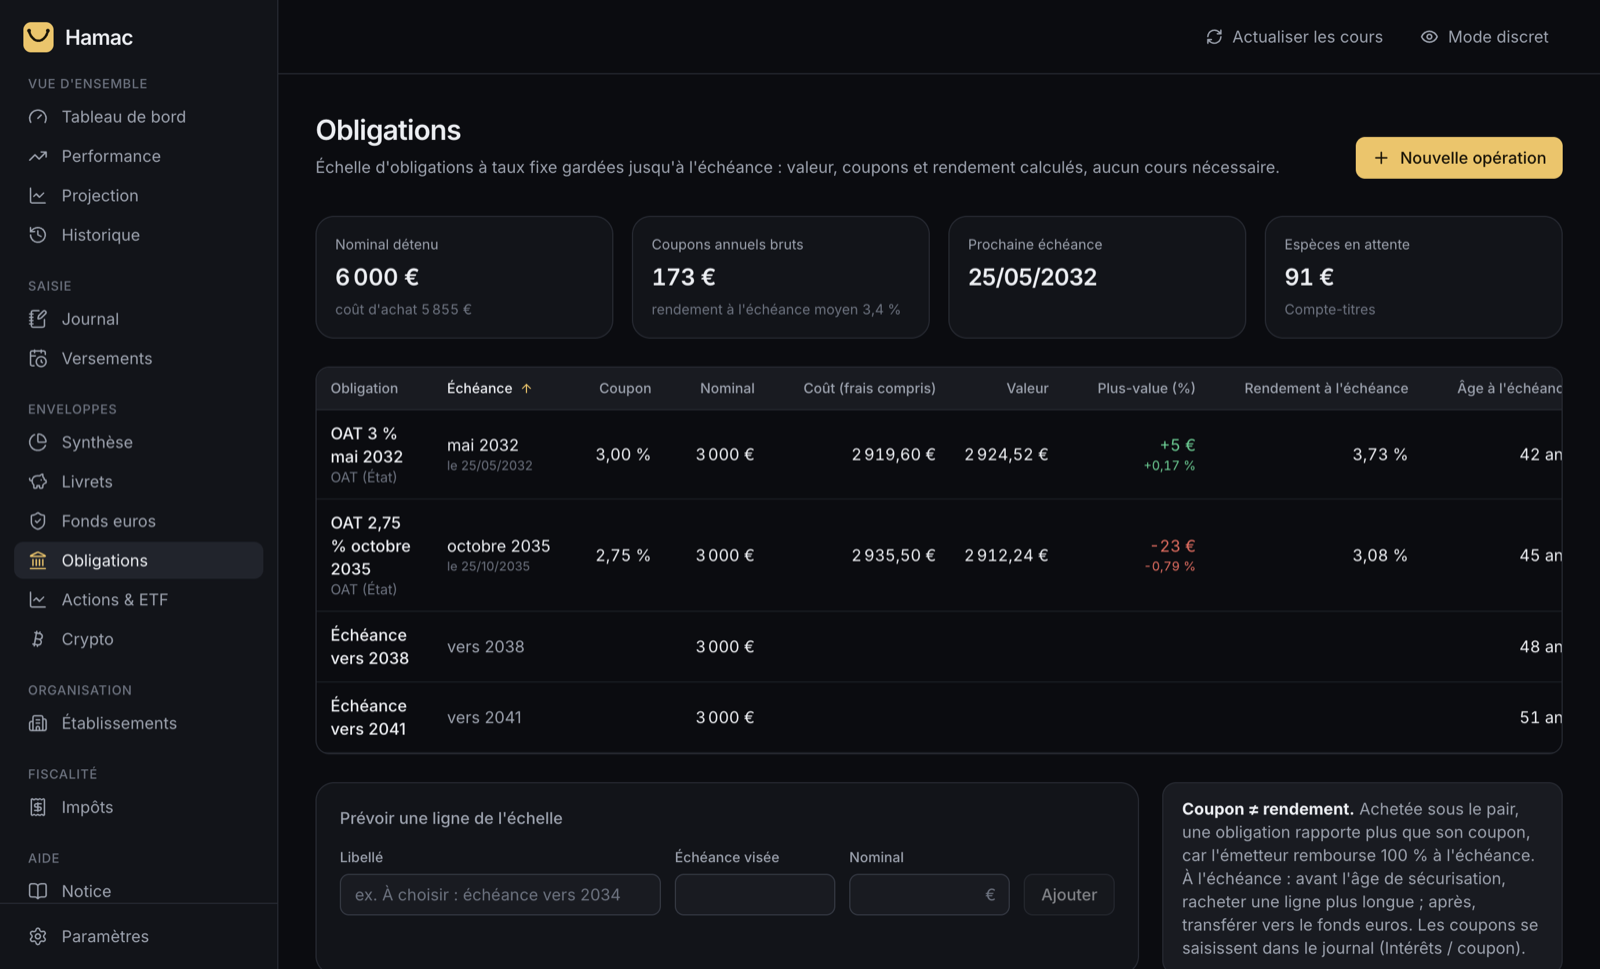 Hamac
Actualiser les cours
Mode discret
VUE D'ENSEMBLE
Tableau de bord
Performance
Projection
Historique
SAISIE
Journal
Versements
ENVELOPPES
Synthèse
Livrets
Fonds euros
Obligations
Actions & ETF
Crypto
ORGANISATION
Établissements
FISCALITÉ
Impôts
AIDE
Notice
Paramètres
Obligations
Échelle d'obligations à taux fixe gardées jusqu'à l'échéance : valeur, coupons et rendement calculés, aucun cours nécessaire.
+ Nouvelle opération
Nominal détenu
6 000 €
coût d'achat 5 855 €
Coupons annuels bruts
173 €
rendement à l'échéance moyen 3,4 %
Prochaine échéance
25/05/2032
Espèces en attente
91 €
Compte-titres
Obligation Échéance ↑ Coupon Nominal Coût (frais compris) Valeur Plus-value (%) Rendement à l'échéance Âge à l'échéanc
OAT 3 %
mai 2032
OAT (État)
mai 2032
le 25/05/2032
3,00 %
3 000 €
2 919,60 €
2 924,52 €
+5 €
+0,17 %
3,73 %
42 an
OAT 2,75
% octobre
2035
OAT (État)
octobre 2035
le 25/10/2035
2,75 %
3 000 €
2 935,50 €
2 912,24 €
-23 €
-0,79 %
3,08 %
45 an
Échéance
vers 2038
vers 2038
3 000 €
48 an
Échéance
vers 2041
vers 2041
3 000 €
51 an
Prévoir une ligne de l'échelle
Libellé
Échéance visée
Nominal
ex. À choisir : échéance vers 2034
€
Ajouter
Coupon ≠ rendement. Achetée sous le pair,
une obligation rapporte plus que son coupon,
car l'émetteur rembourse 100 % à l'échéance.
À l'échéance : avant l'âge de sécurisation,
racheter une ligne plus longue ; après,
transférer vers le fonds euros. Les coupons se
saisissent dans le journal (Intérêts / coupon).